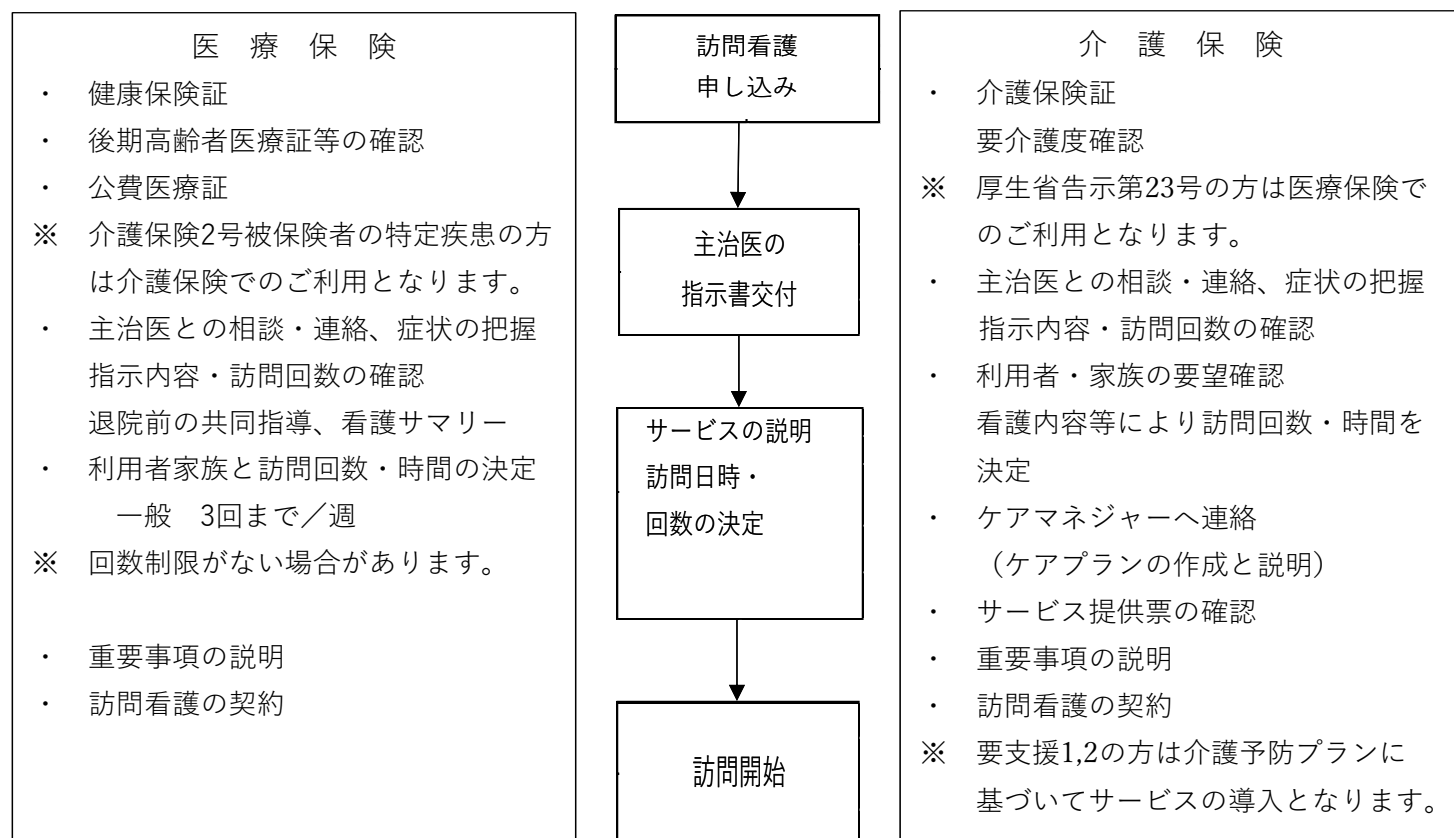 医 療 保 険
・ 健康保険証
・ 後期高齢者医療証等の確認
・ 公費医療証
※ 介護保険2号被保険者の特定疾患の方
は介護保険でのご利用となります。
・ 主治医との相談・連絡、症状の把握
指示内容・訪問回数の確認
退院前の共同指導、看護サマリー
・ 利用者家族と訪問回数・時間の決定
一般 3回まで／週
※ 回数制限がない場合があります。
・ 重要事項の説明
・ 訪問看護の契約
訪問看護
申し込み
主治医の
指示書交付
サービスの説明
訪問日時・
回数の決定
訪問開始
介 護 保 険
・ 介護保険証
要介護度確認
※ 厚生省告示第23号の方は医療保険で
のご利用となります。
・ 主治医との相談・連絡、症状の把握
指示内容・訪問回数の確認
・ 利用者・家族の要望確認
看護内容等により訪問回数・時間を
決定
・ ケアマネジャーへ連絡
（ケアプランの作成と説明）
・ サービス提供票の確認
・ 重要事項の説明
・ 訪問看護の契約
※ 要支援1,2の方は介護予防プランに
基づいてサービスの導入となります。